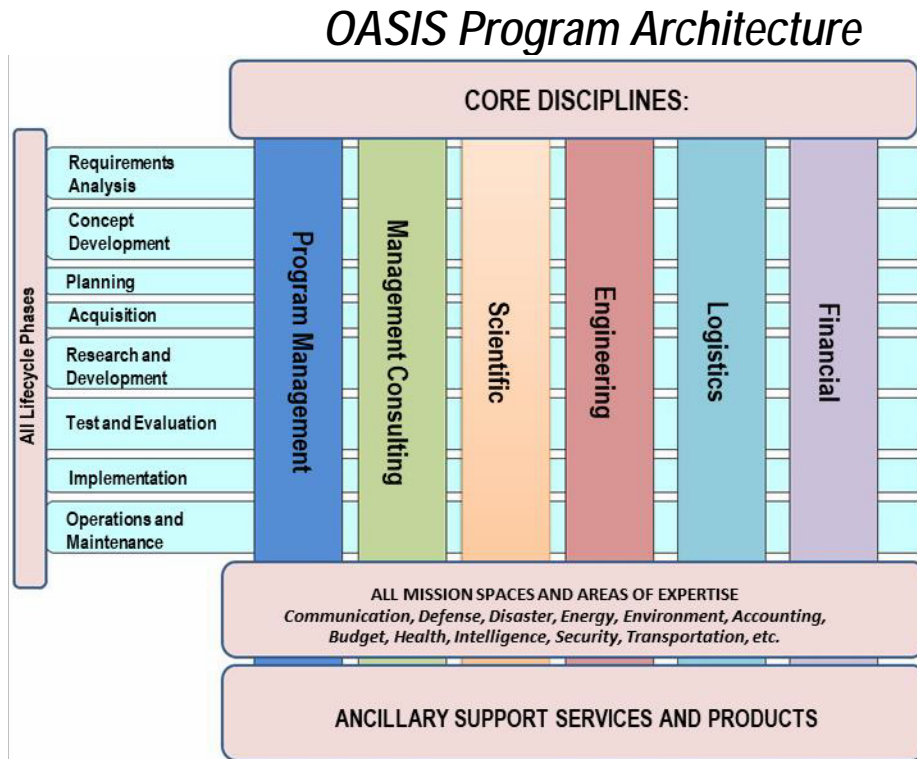 OASIS Program Architecture
CORE DISCIPLINES:
All Lifecycle Phases
Requirements
Analysis
Concept
Development
Planning
Acquisition
Research and
Development
Test and Evaluation
Implementation
Operations and
Maintenance
Program Management
Management Consulting
Scientific
Engineering
Logistics
Financial
ALL MISSION SPACES AND AREAS OF EXPERTISE
Communication, Defense, Disaster, Energy, Environment, Accounting,
Budget, Health, Intelligence, Security, Transportation, etc.
ANCILLARY SUPPORT SERVICES AND PRODUCTS